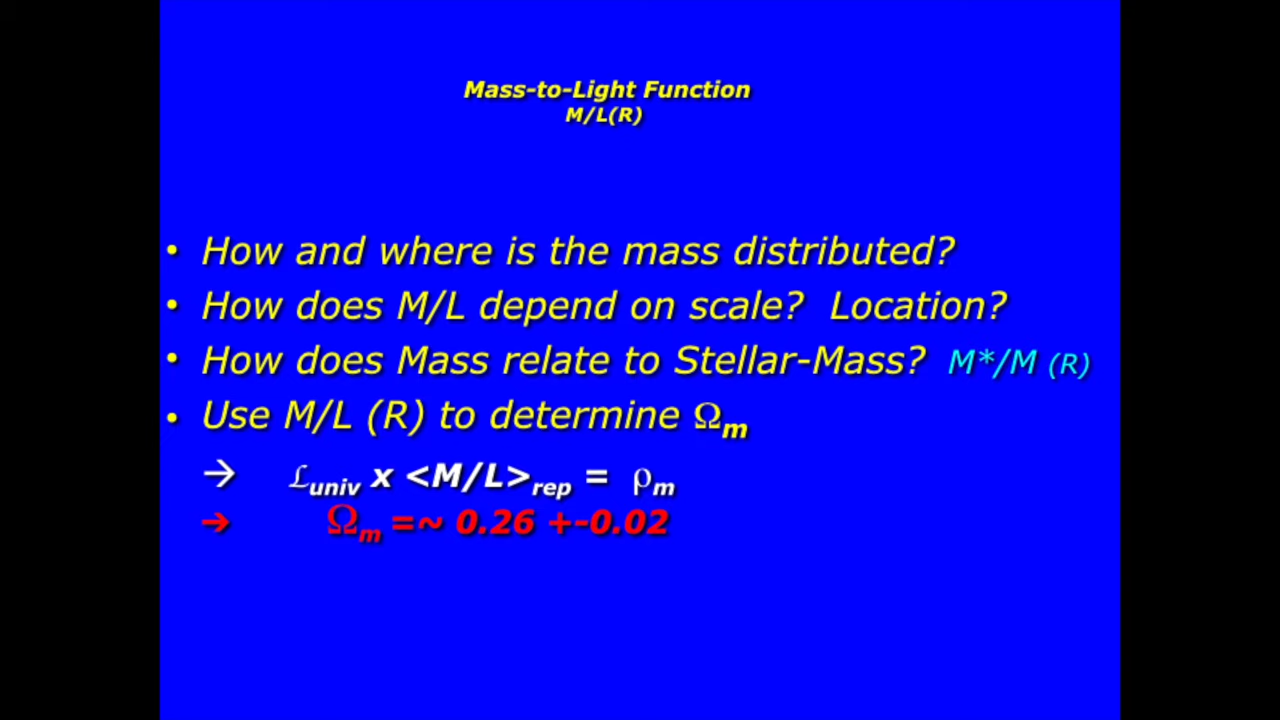 Mass-to-Light Function
M/L(R)
• How and where is the mass distributed?
• How does M/L depend on scale? Location?
• How does Mass relate to Stellar-Mass? M*/M (R)
• Use M/L (R) to determine Ωm
→ ℒuniv x <M/L>rep = ρm
➔ Ωm =~ 0.26 +-0.02